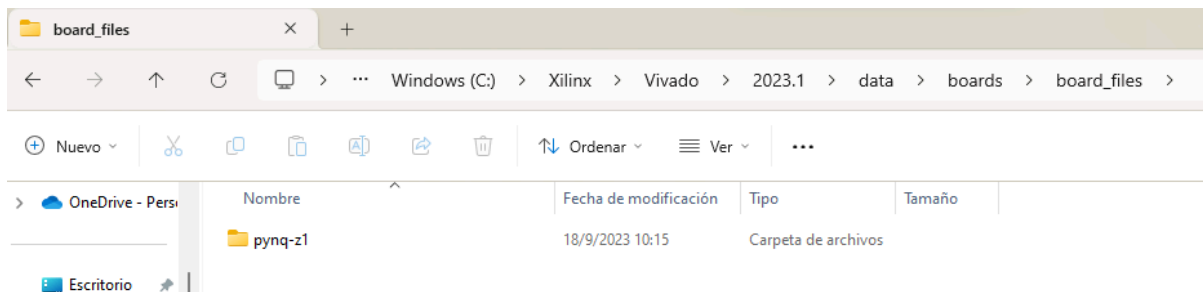 board_files
Windows (C:) > Xilinx > Vivado > 2023.1 > data > boards > board_files >
Nuevo Ordenar Ver
Nombre Fecha de modificación Tipo Tamaño
OneDrive - Perso
pynq-z1 18/9/2023 10:15 Carpeta de archivos
Escritorio